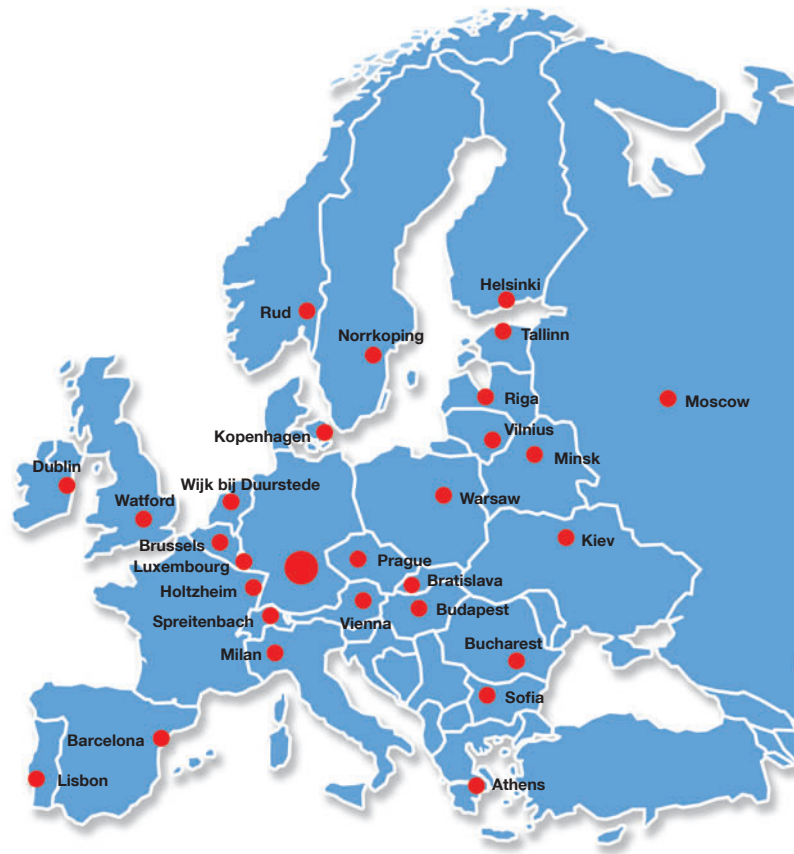 Helsinki
Rud
Tallinn
Norrkoping
Riga
Moscow
Vilnius
Kopenhagen
Minsk
Dublin
Wijk bij Duurstede
Watford
Warsaw
Kiev
Brussels
Luxembourg
Prague
Bratislava
Holtzheim
Budapest
Spreitenbach
Vienna
Bucharest
Milan
Sofia
Barcelona
Lisbon
Athens